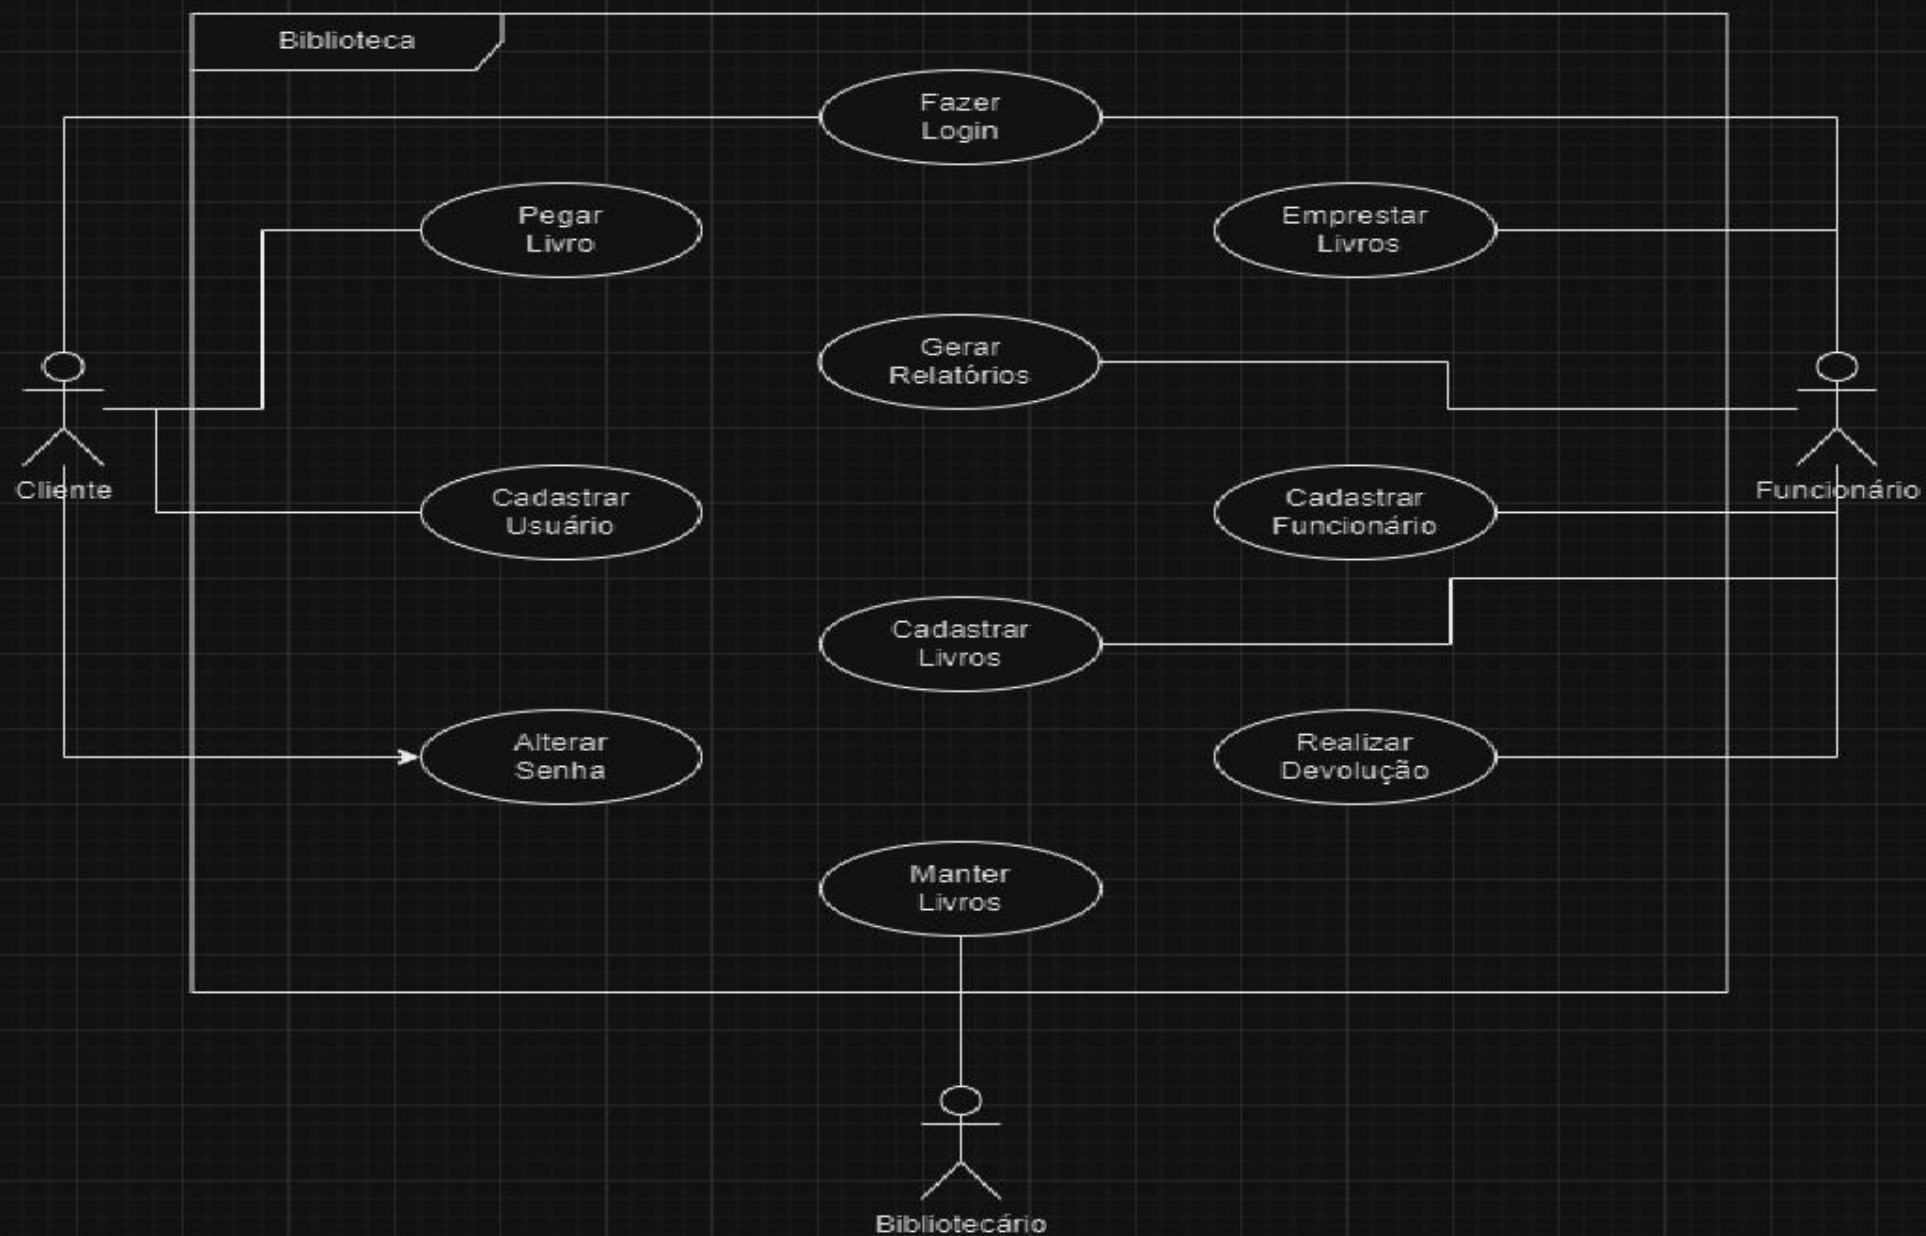 Biblioteca
Fazer
Login
Pegar
Livro
Emprestar
Livros
Gerar
Relatórios
Cliente
Funcionário
Cadastrar
Usuário
Cadastrar
Funcionário
Cadastrar
Livros
Alterar
Senha
Realizar
Devolução
Manter
Livros
Bibliotecário